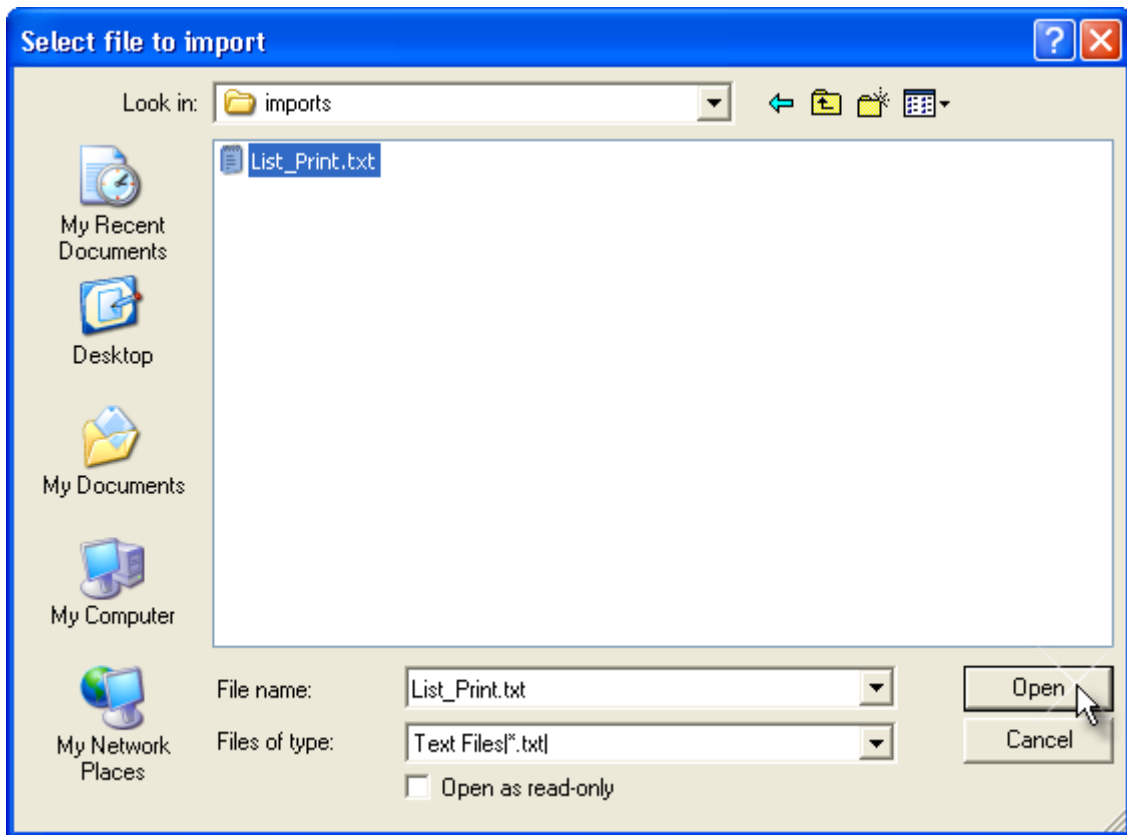 Select file to import
Look in: imports
List_Print.txt
My Recent
Documents
Desktop
My Documents
My Computer
My Network
Places
File name: List_Print.txt Open
Files of type: Text Files|*.txt| Cancel
Open as read-only